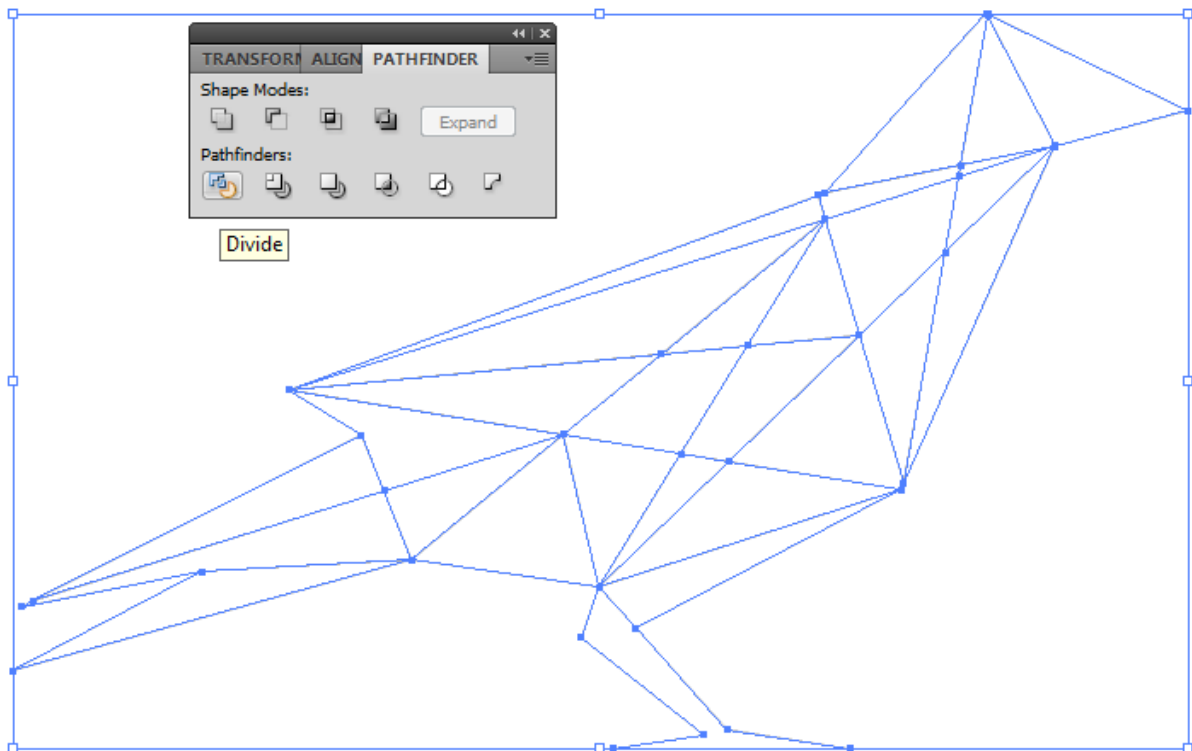 TRANSFORM ALIGN PATHFINDER
Shape Modes:
Expand
Pathfinders:
Divide